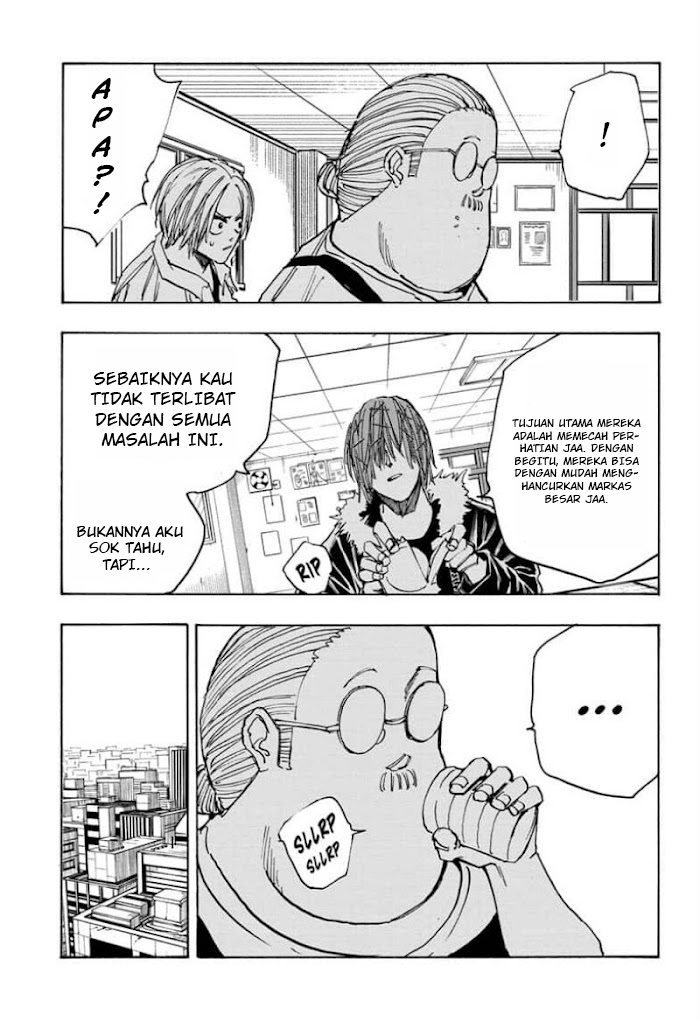 !
A
P
A?!
TUJUAN UTAMA MEREKA
ADALAH MEMECAH PER-
HATIAN JAA. DENGAN
BEGITU, MEREKA BISA
DENGAN MUDAH MENG-
HANCURKAN MARKAS
BESAR JAA.
SEBAIKNYA KAU
TIDAK TERLIBAT
DENGAN SEMUA
MASALAH INI.
BUKANNYA AKU
SOK TAHU,
TAPI...
RIP
...
SLLRP
SLLRP